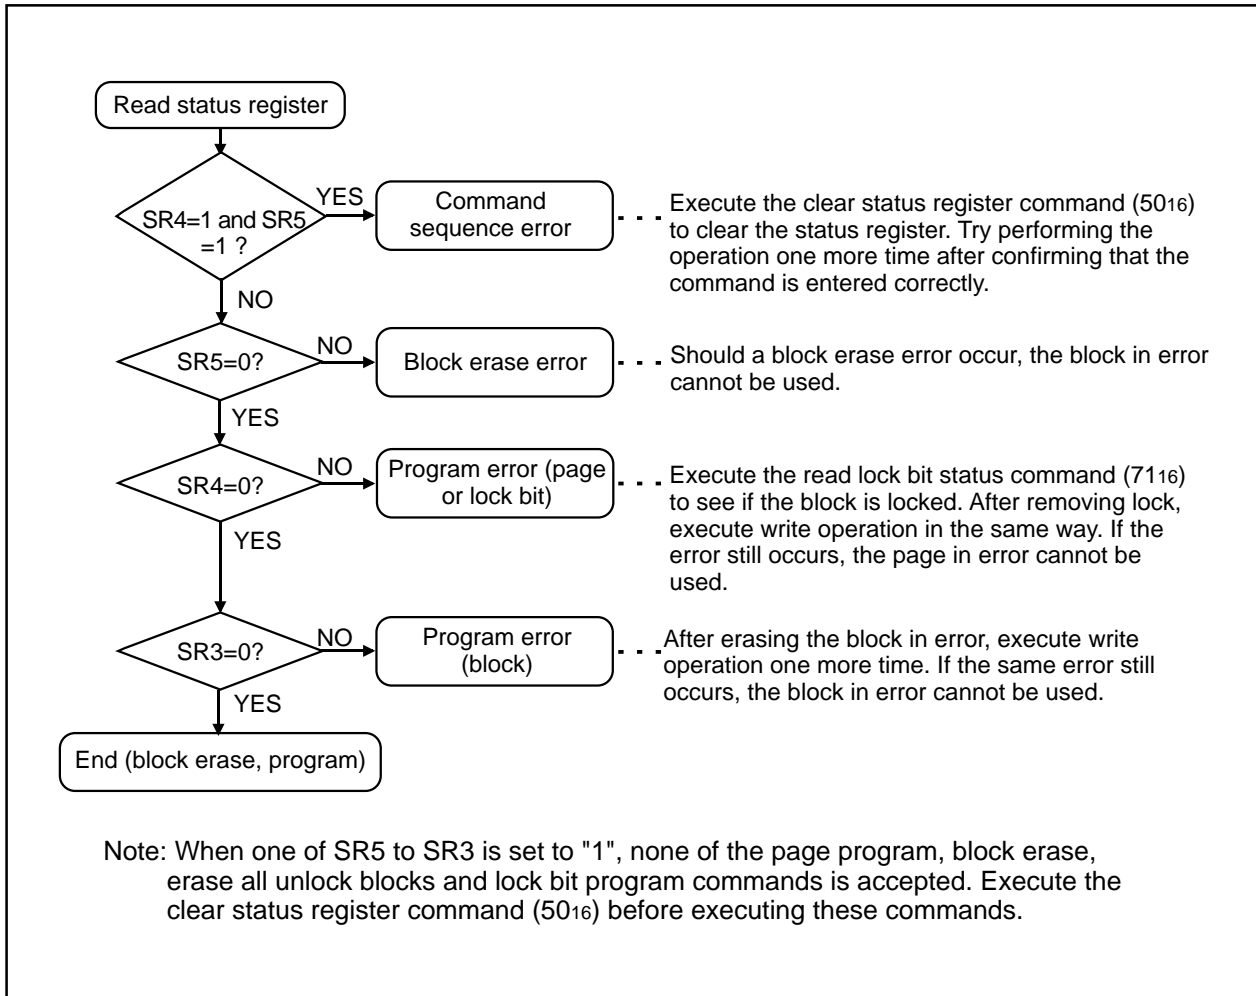 Read status register
SR4=1 and SR5
=1 ?
YES
Command
sequence error
Execute the clear status register command (5016)
to clear the status register. Try performing the
operation one more time after confirming that the
command is entered correctly.
NO
SR5=0?
NO
Block erase error
Should a block erase error occur, the block in error
cannot be used.
YES
SR4=0?
NO
Program error (page
or lock bit)
Execute the read lock bit status command (7116)
to see if the block is locked. After removing lock,
execute write operation in the same way. If the
error still occurs, the page in error cannot be
used.
YES
SR3=0?
NO
Program error
(block)
After erasing the block in error, execute write
operation one more time. If the same error still
occurs, the block in error cannot be used.
YES
End (block erase, program)
Note: When one of SR5 to SR3 is set to "1", none of the page program, block erase,
erase all unlock blocks and lock bit program commands is accepted. Execute the
clear status register command (5016) before executing these commands.